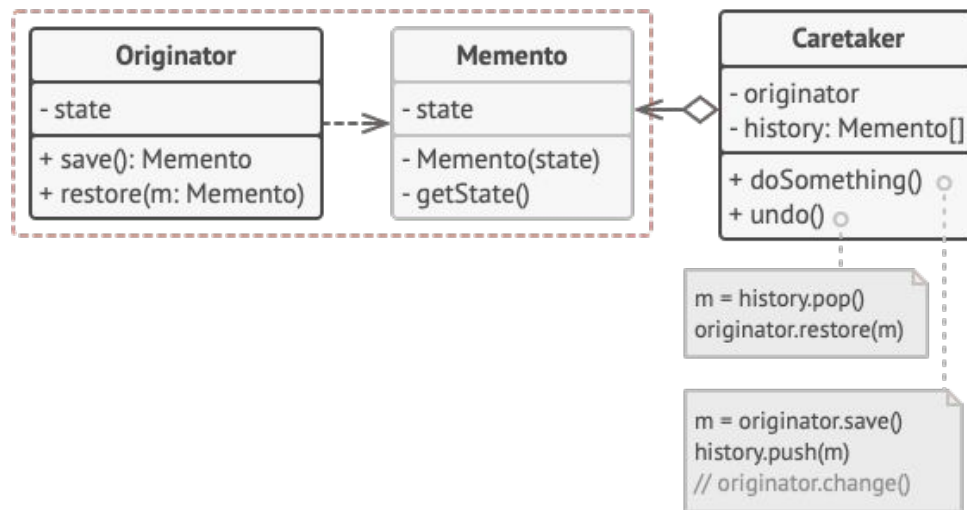 Originator
- state
+ save(): Memento
+ restore(m: Memento)
Memento
- state
- Memento(state)
- getState()
Caretaker
- originator
- history: Memento[]
+ doSomething()
+ undo()
m = history.pop()
originator.restore(m)
m = originator.save()
history.push(m)
// originator.change()